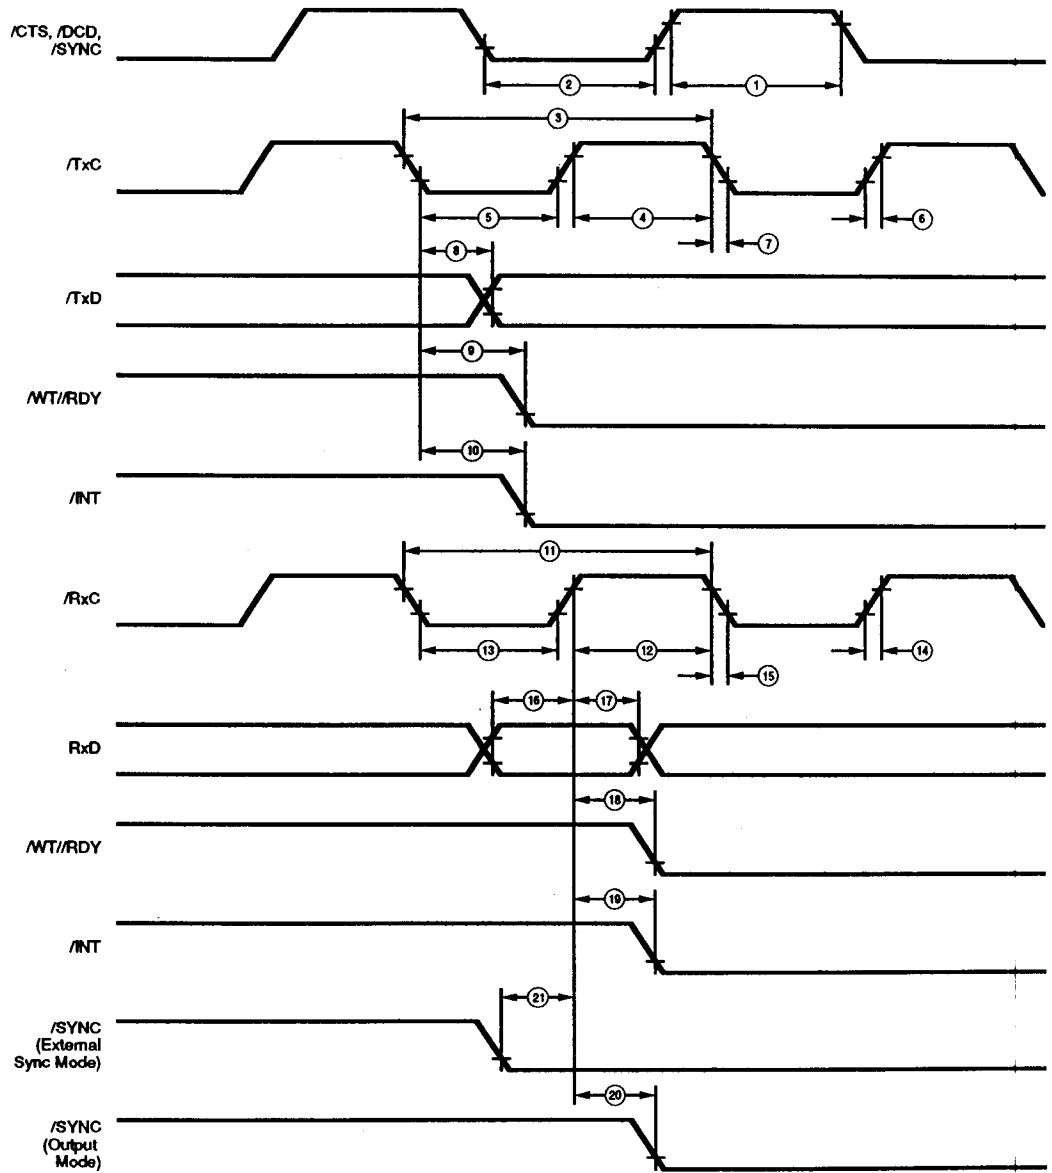 /CTS, /DCD,
/SYNC
2
1
3
/TxC
5
4
6
7
8
/TxD
9
/WT//RDY
10
/INT
11
/RxC
13
12
14
15
16
17
RxD
18
/WT//RDY
19
/INT
21
/SYNC
(External
Sync Mode)
20
/SYNC
(Output
Mode)